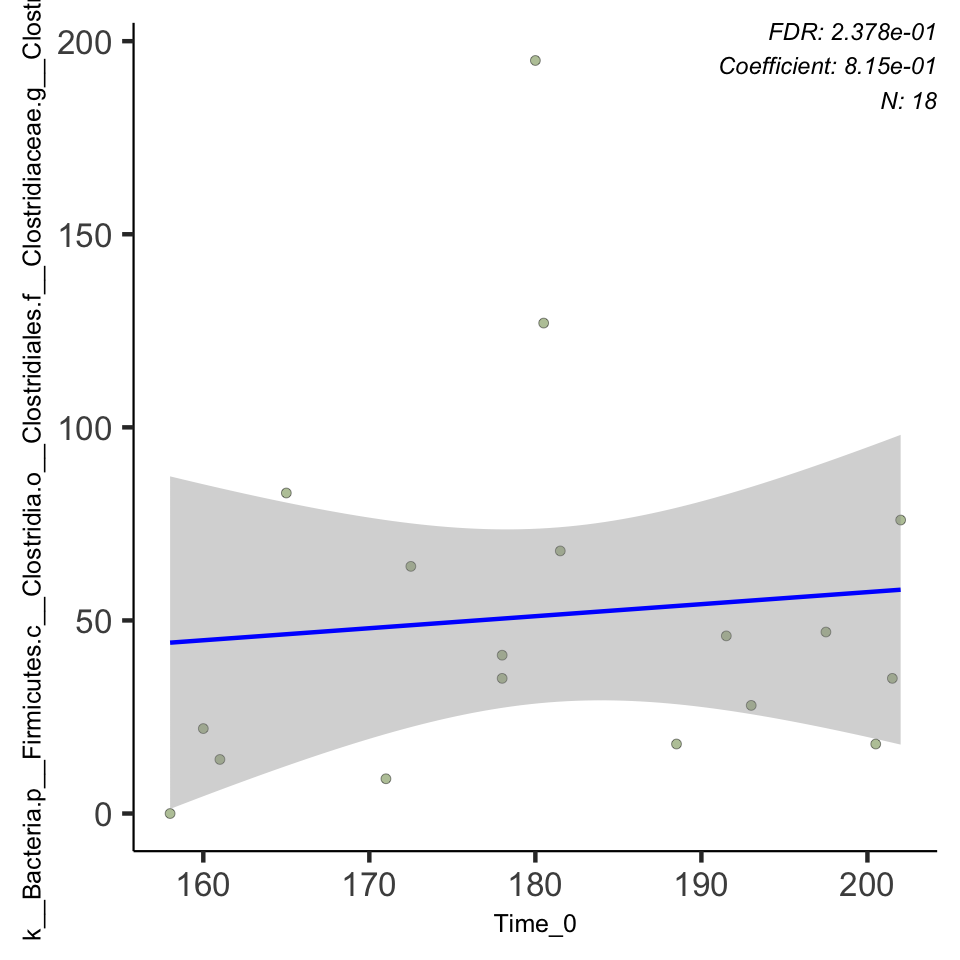 FDR: 2.378e-01
Coefficient: 8.15e-01
N: 18
k__Bacteria.p__Firmicutes.c__Clostridia.o__Clostridiales.f__Clostridiaceae.g__Clostr
200
150
100
50
0
160 170 180 190 200
Time_0